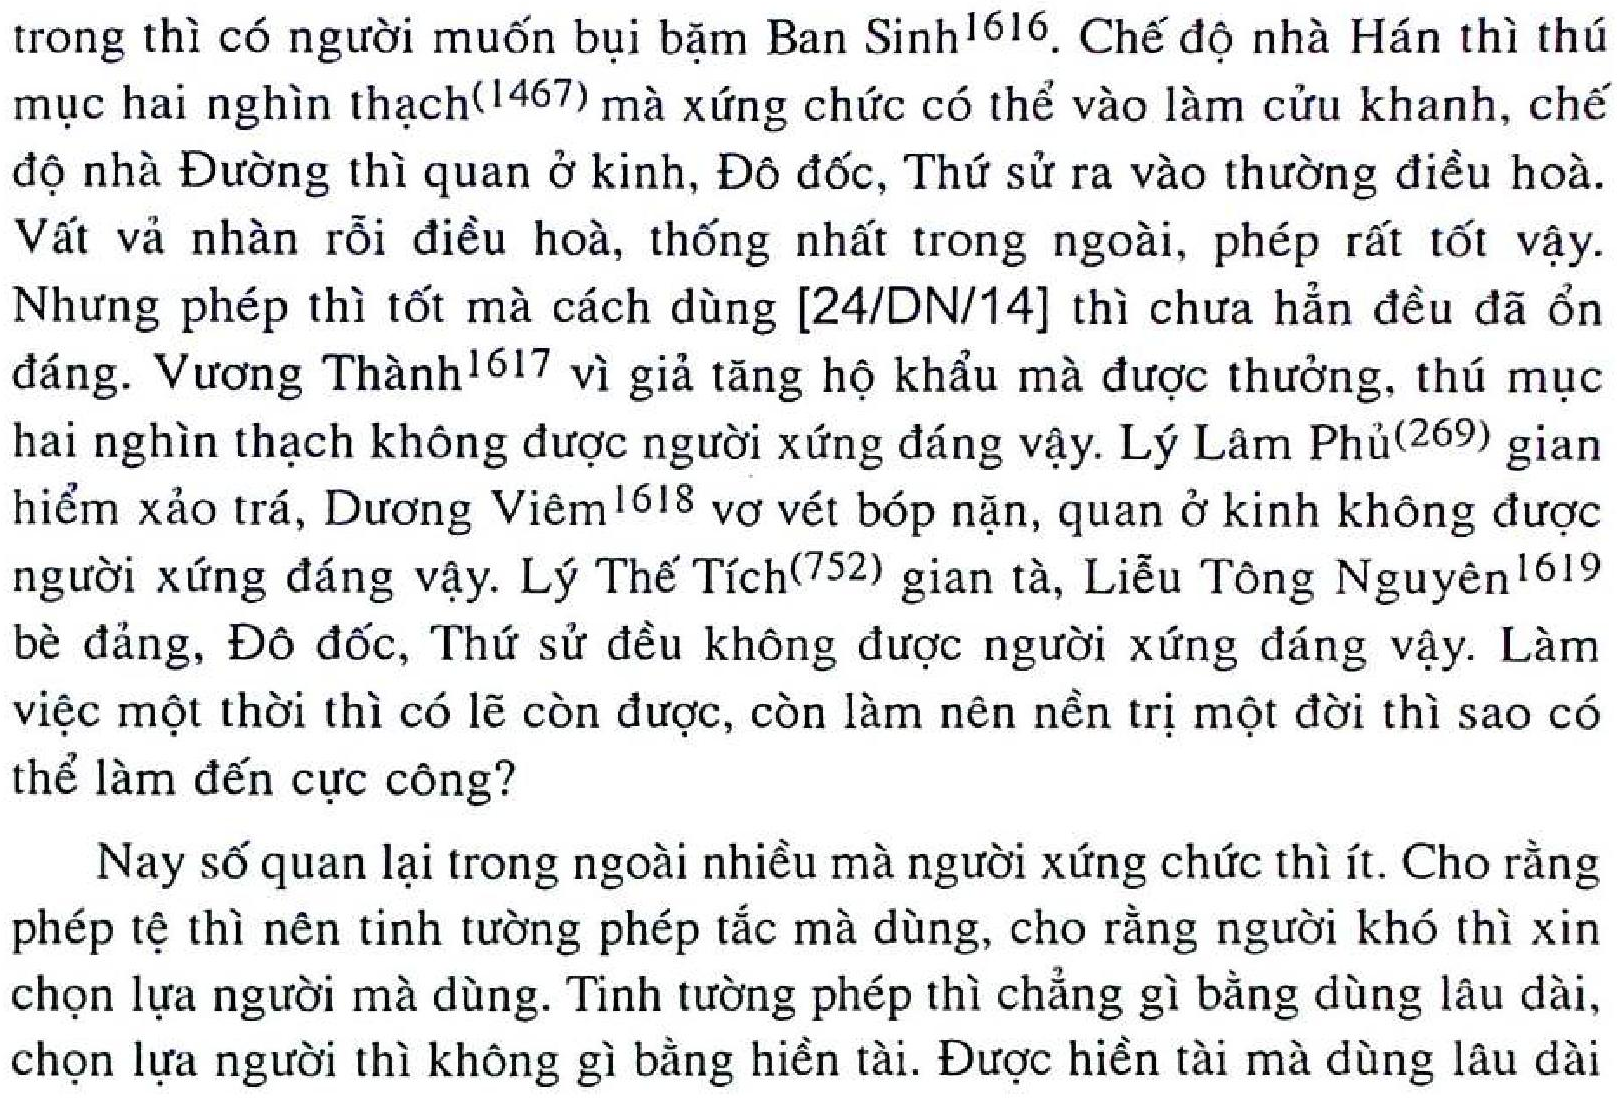 trong thì có người muốn bụi bặm Ban Sinh1616. Chế độ nhà Hán thì thú
mục hai nghìn thạch(1467) mà xứng chức có thể vào làm cửu khanh, chế
độ nhà Đường thì quan ở kinh, Đô đốc, Thứ sử ra vào thường điều hoà.
Vất vả nhàn rỗi điều hoà, thống nhất trong ngoài, phép rất tốt vậy.
Nhưng phép thì tốt mà cách dùng [24/DN/14] thì chưa hẳn đều đã ổn
đáng. Vương Thành1617 vì giả tăng hộ khẩu mà được thưởng, thú mục
hai nghìn thạch không được người xứng đáng vậy. Lý Lâm Phủ(269) gian
hiểm xảo trá, Dương Viêm1618 vơ vét bóp nặn, quan ở kinh không được
người xứng đáng vậy. Lý Thế Tích(752) gian tà, Liễu Tông Nguyên1619
bè đảng, Đô đốc, Thứ sử đều không được người xứng đáng vậy. Làm
việc một thời thì có lẽ còn được, còn làm nên nền trị một đời thì sao có
thể làm đến cực công?
Nay số quan lại trong ngoài nhiều mà người xứng chức thì ít. Cho rằng
phép tệ thì nên tinh tường phép tắc mà dùng, cho rằng người khó thì xin
chọn lựa người mà dùng. Tinh tường phép thì chẳng gì bằng dùng lâu dài,
chọn lựa người thì không gì bằng hiền tài. Được hiền tài mà dùng lâu dài